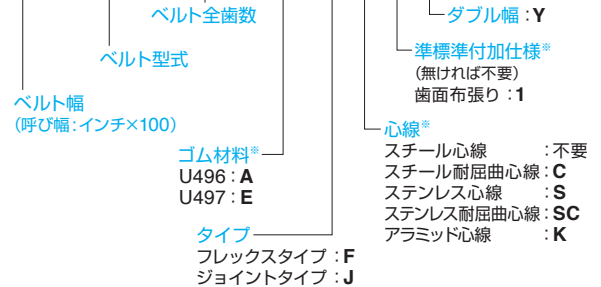 ベルト全歯数
ダブル幅：Y
ベルト型式
準標準付加仕様※
（無ければ不要）
歯面布張り：1
ベルト幅
（呼び幅：インチ×100）
ゴム材料※
U496：A
U497：E
心線※
スチール心線：不要
スチール耐屈曲心線：C
ステンレス心線：S
ステンレス耐屈曲心線：SC
アラミッド心線：K
タイプ
フレックスタイプ：F
ジョイントタイプ：J